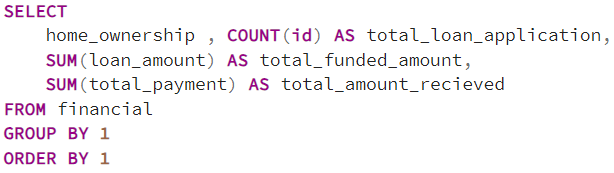 SELECT
home_ownership , COUNT(id) AS total_loan_application,
SUM(loan_amount) AS total_funded_amount,
SUM(total_payment) AS total_amount_recieved
FROM financial
GROUP BY 1
ORDER BY 1